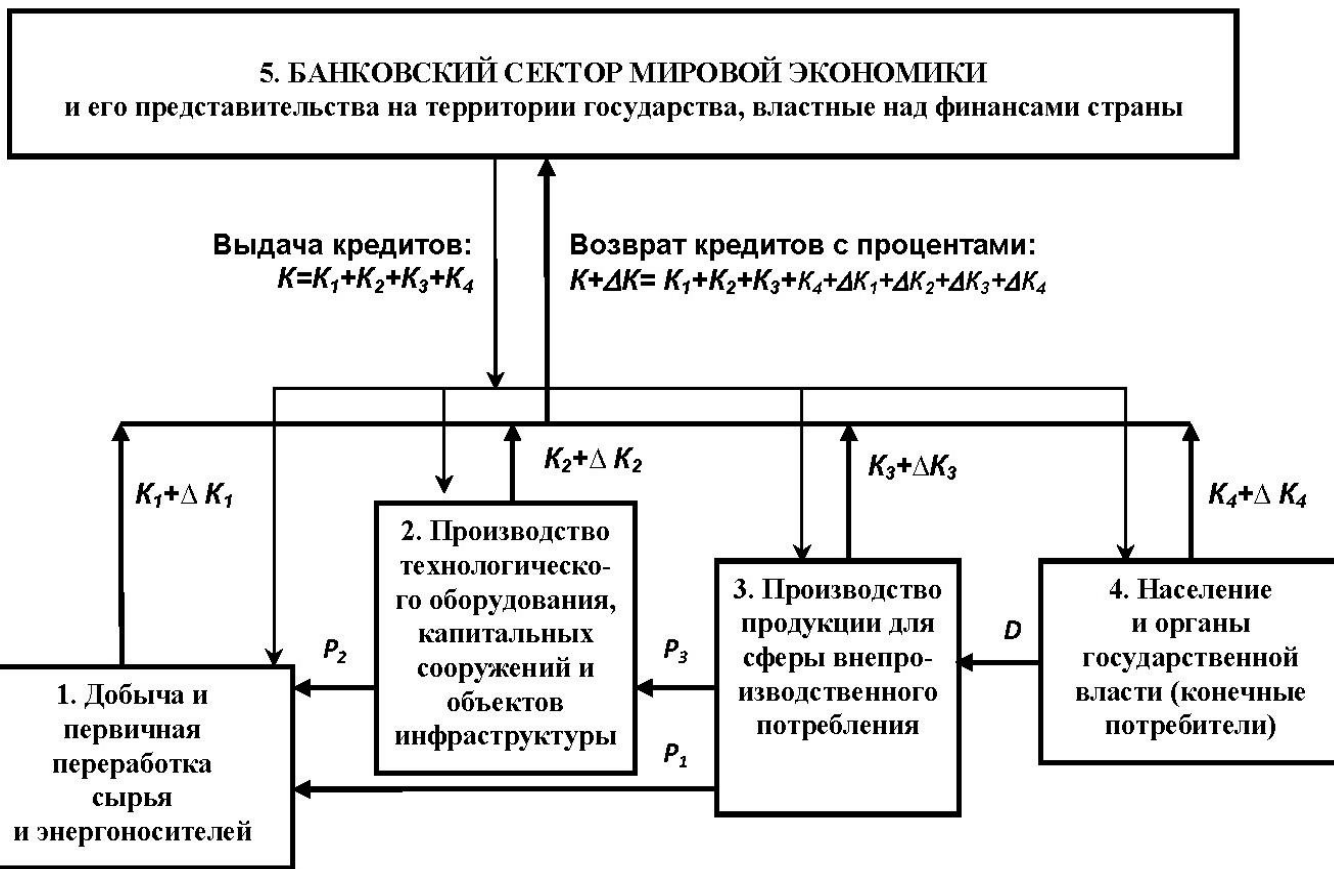 5. БАНКОВСКИЙ СЕКТОР МИРОВОЙ ЭКОНОМИКИ
и его представительства на территории государства, властные над финансами страны
Выдача кредитов:
K=K₁+K₂+K₃+K₄
Возврат кредитов с процентами:
K+ΔK= K₁+K₂+K₃+K₄+ΔK₁+ΔK₂+ΔK₃+ΔK₄
K₁+Δ K₁
K₂+Δ K₂
K₃+ΔK₃
K₄+Δ K₄
2. Производство
технологическо-
го оборудования,
капитальных
сооружений и
объектов
инфраструктуры
3. Производство
продукции для
сферы внепро-
изводственного
потребления
4. Население
и органы
государственной
власти (конечные
потребители)
D
P₂
P₃
P₁
1. Добыча и
первичная
переработка
сырья
и энергоносителей